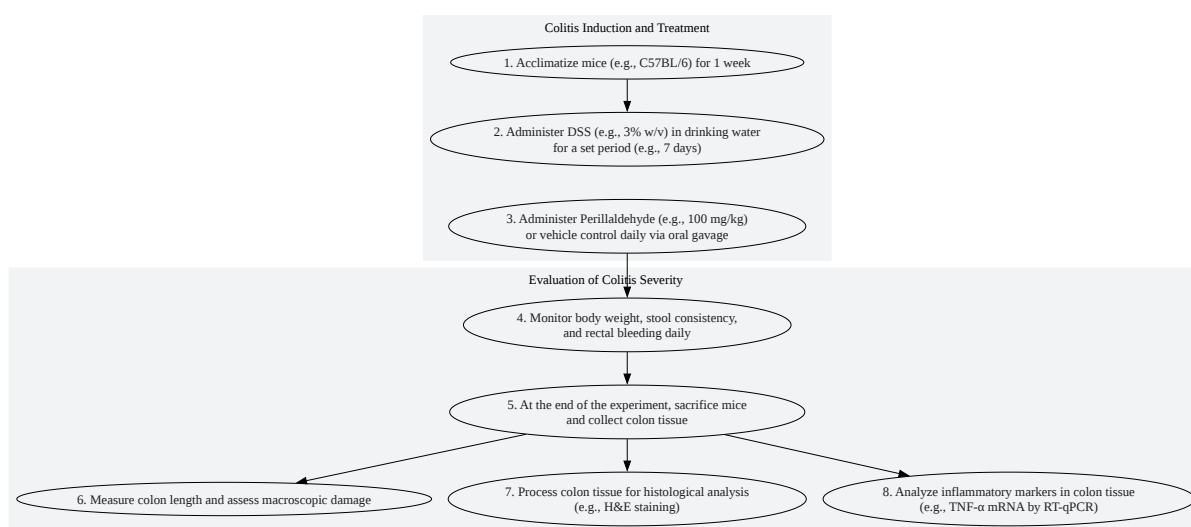 Colitis Induction and Treatment
1. Acclimatize mice (e.g., C57BL/6) for 1 week
2. Administer DSS (e.g., 3% w/v) in drinking water
for a set period (e.g., 7 days)
3. Administer Perillaldehyde (e.g., 100 mg/kg)
or vehicle control daily via oral gavage
Evaluation of Colitis Severity
4. Monitor body weight, stool consistency,
and rectal bleeding daily
5. At the end of the experiment, sacrifice mice
and collect colon tissue
6. Measure colon length and assess macroscopic damage
7. Process colon tissue for histological analysis
(e.g., H&E staining)
8. Analyze inflammatory markers in colon tissue
(e.g., TNF-α mRNA by RT-qPCR)